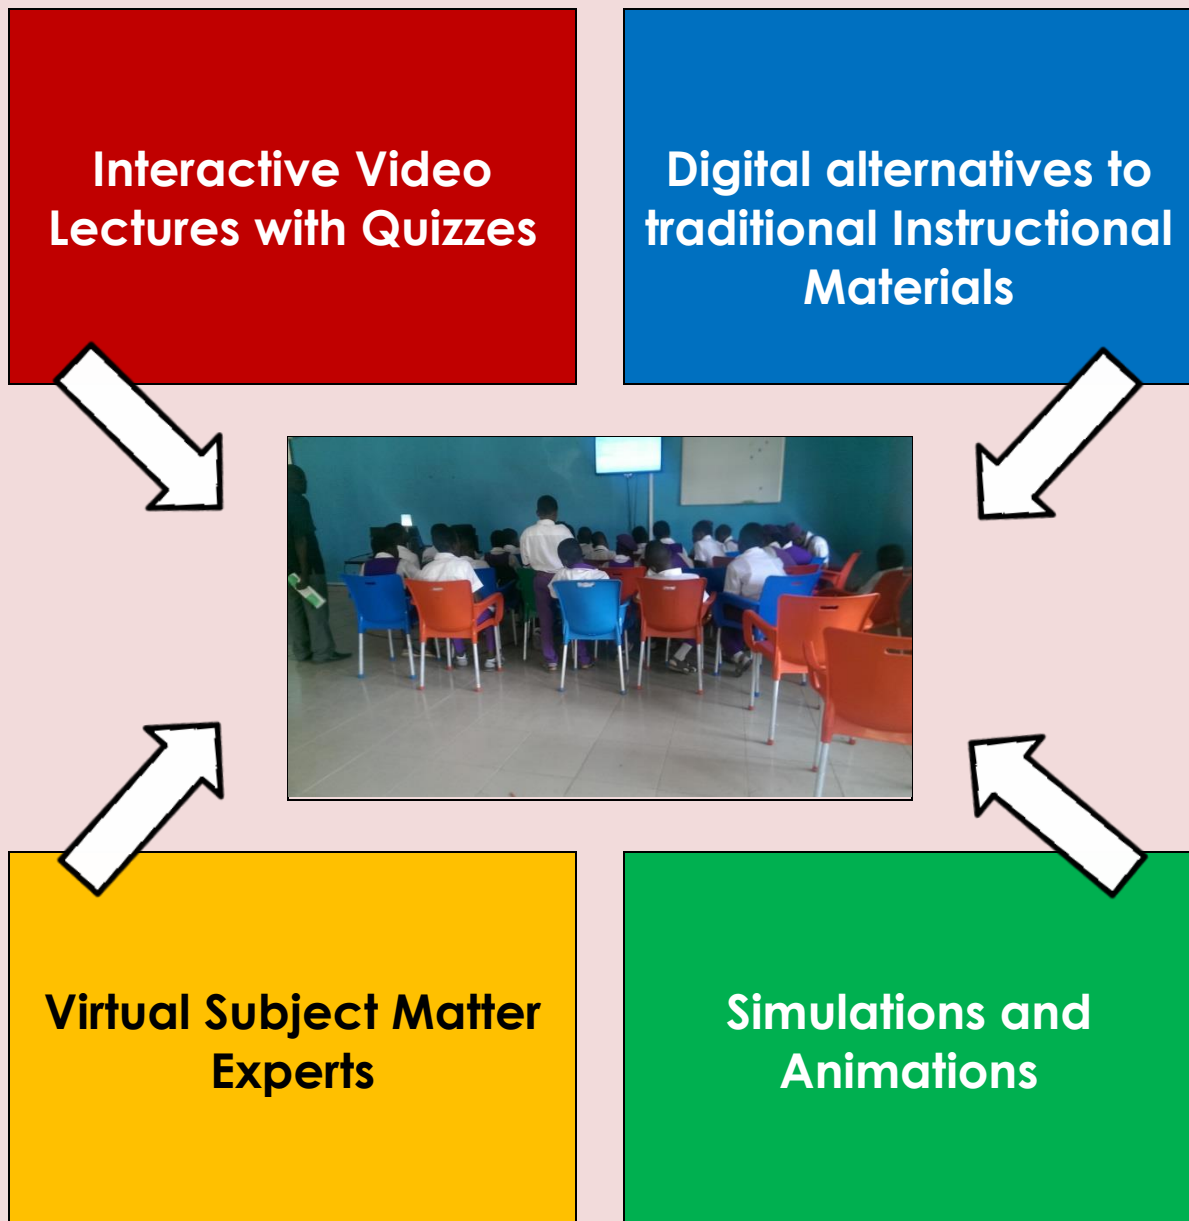 Interactive Video
Lectures with Quizzes
Digital alternatives to
traditional Instructional
Materials
Virtual Subject Matter
Experts
Simulations and
Animations